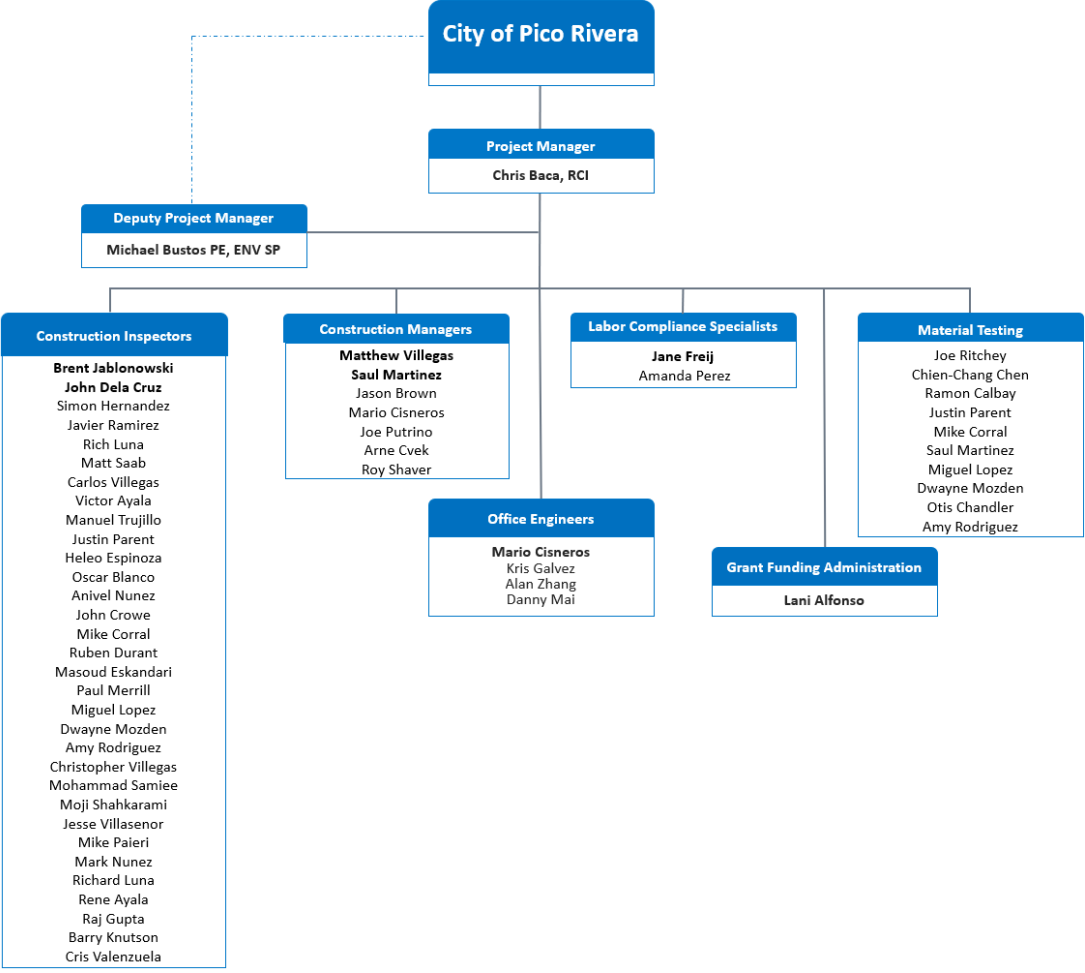 City of Pico Rivera
Project Manager
Chris Baca, RCI
Deputy Project Manager
Michael Bustos PE, ENV SP
Construction Inspectors
Brent Jablonowski
John Dela Cruz
Simon Hernandez
Javier Ramirez
Rich Luna
Matt Saab
Carlos Villegas
Victor Ayala
Manuel Trujillo
Justin Parent
Heleo Espinoza
Oscar Blanco
Anivel Nunez
John Crowe
Mike Corral
Ruben Durant
Masoud Eskandari
Paul Merrill
Miguel Lopez
Dwayne Mozden
Amy Rodriguez
Christopher Villegas
Mohammad Samiee
Moji Shahkarami
Jesse Villasenor
Mike Paieri
Mark Nunez
Richard Luna
Rene Ayala
Raj Gupta
Barry Knutson
Cris Valenzuela
Construction Managers
Matthew Villegas
Saul Martinez
Jason Brown
Mario Cisneros
Joe Putrino
Arne Cvek
Roy Shaver
Office Engineers
Mario Cisneros
Kris Galvez
Alan Zhang
Danny Mai
Labor Compliance Specialists
Jane Freij
Amanda Perez
Grant Funding Administration
Lani Alfonso
Material Testing
Joe Ritchey
Chien-Chang Chen
Ramon Calbay
Justin Parent
Mike Corral
Saul Martinez
Miguel Lopez
Dwayne Mozden
Otis Chandler
Amy Rodriguez